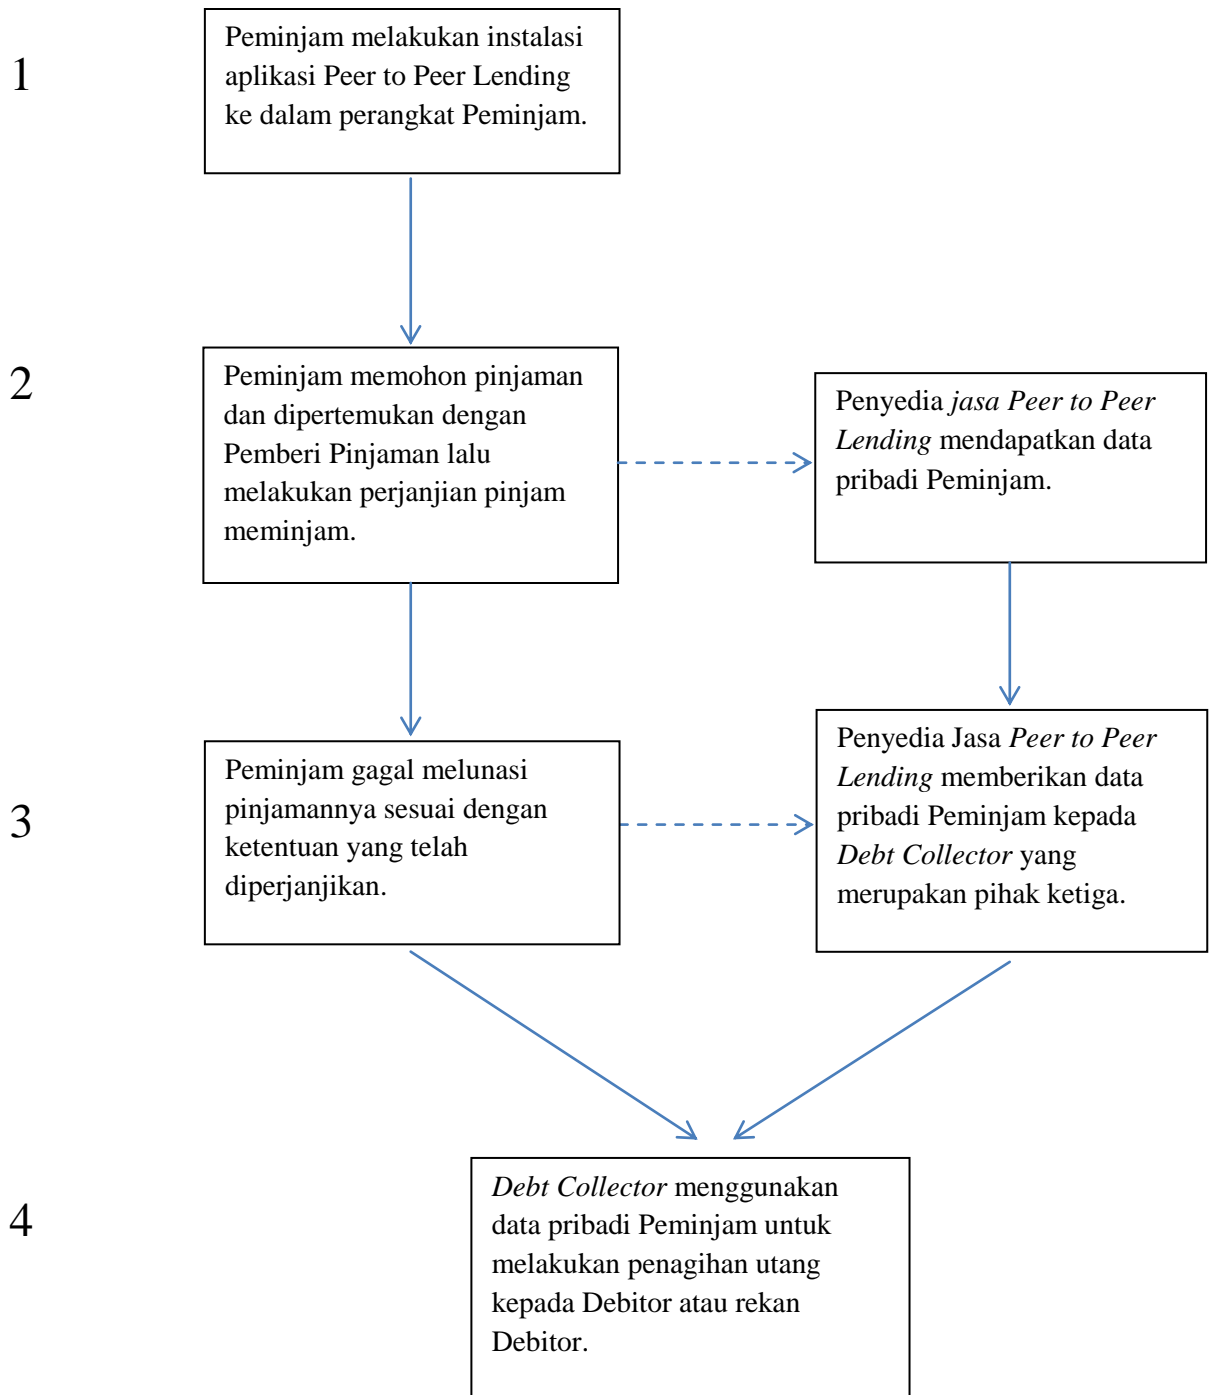 1
Peminjam melakukan instalasi
aplikasi Peer to Peer Lending
ke dalam perangkat Peminjam.
2
Peminjam memohon pinjaman
dan dipertemukan dengan
Pemberi Pinjaman lalu
melakukan perjanjian pinjam
meminjam.
Penyedia jasa Peer to Peer
Lending mendapatkan data
pribadi Peminjam.
3
Peminjam gagal melunasi
pinjamannya sesuai dengan
ketentuan yang telah
diperjanjikan.
Penyedia Jasa Peer to Peer
Lending memberikan data
pribadi Peminjam kepada
Debt Collector yang
merupakan pihak ketiga.
4
Debt Collector menggunakan
data pribadi Peminjam untuk
melakukan penagihan utang
kepada Debitor atau rekan
Debitor.